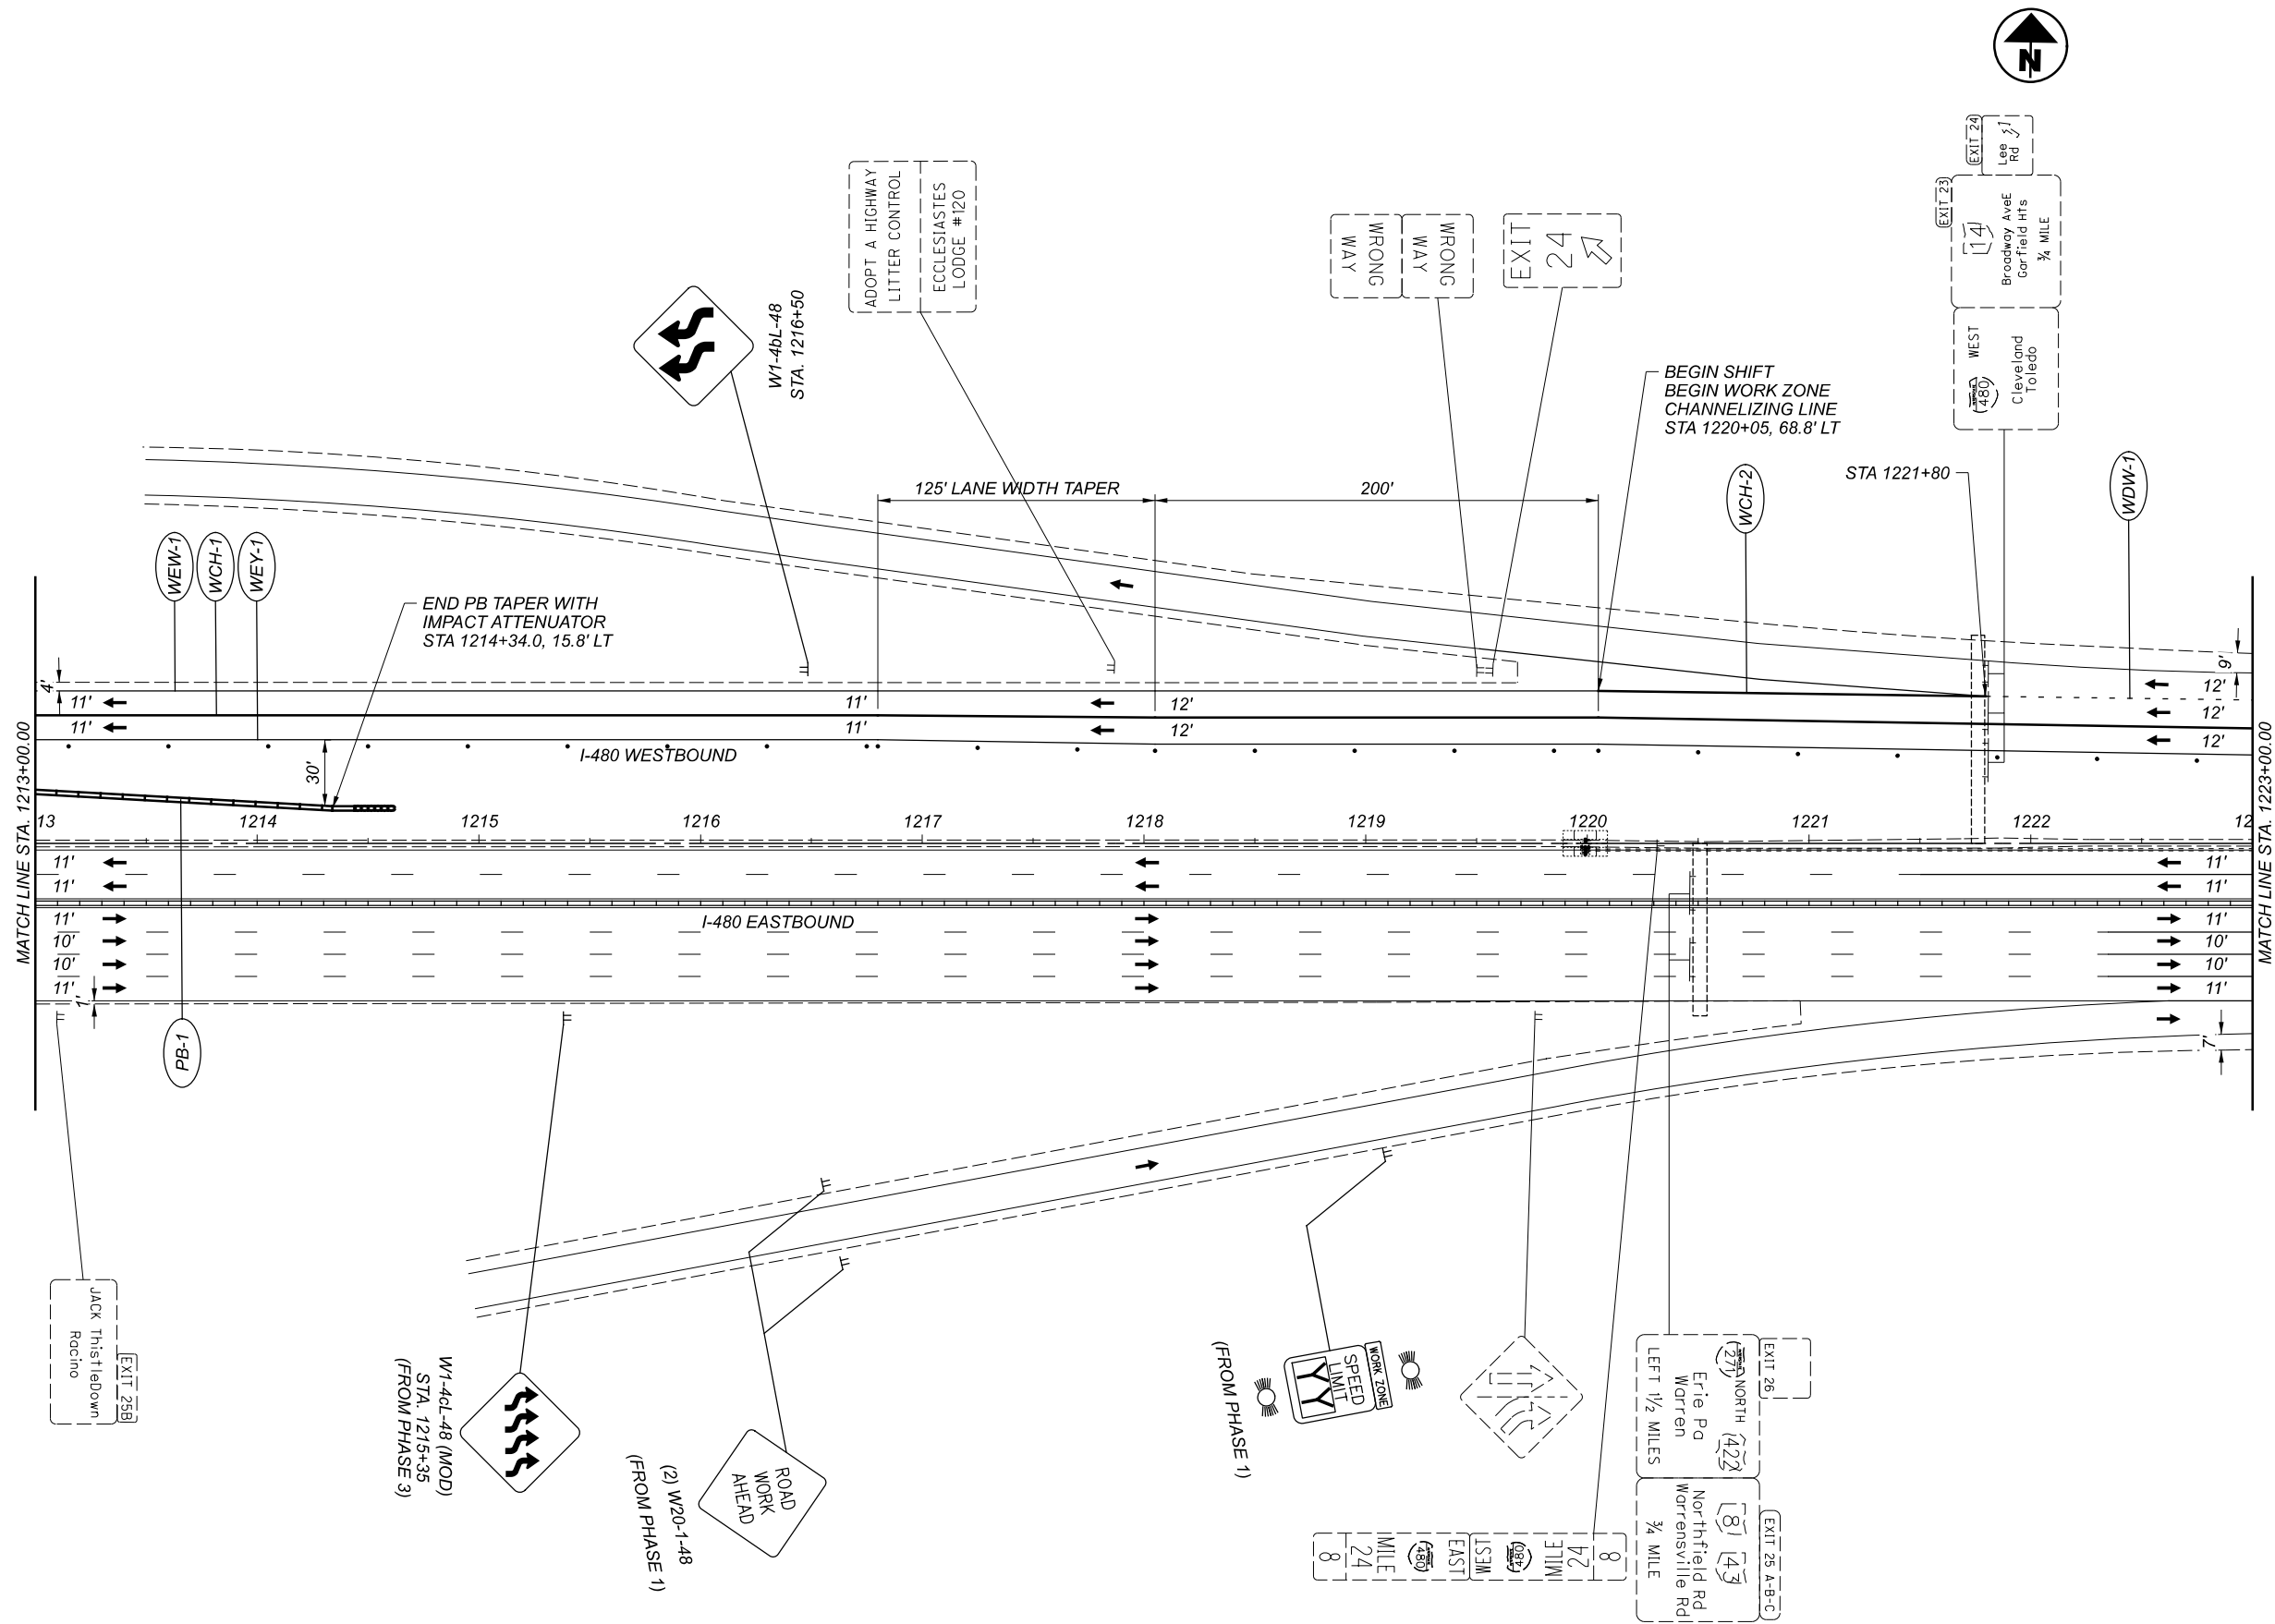 N
EXIT 24
Lee
Rd
EXIT 23
14
Broadway AveE
Garfield Hts
¾ MILE
WEST
480
Cleveland
Toledo
ADOPT A HIGHWAY
LITTER CONTROL
ECCLESIASTES
LODGE #120
W1-4bL-48
STA. 1216+50
WRONG
WAY
WRONG
WAY
EXIT
24
BEGIN SHIFT
BEGIN WORK ZONE
CHANNELIZING LINE
STA 1220+05, 68.8' LT
STA 1221+80
WCH-2
WDW-1
125' LANE WIDTH TAPER
200'
WEW-1
WCH-1
WEY-1
END PB TAPER WITH
IMPACT ATTENUATOR
STA 1214+34.0, 15.8' LT
4'
9'
11'
11'
12'
12'
11'
11'
12'
12'
12'
I-480 WESTBOUND
30'
MATCH LINE STA. 1213+00.00
MATCH LINE STA. 1223+00.00
13
1214
1215
1216
1217
1218
1219
1220
1221
1222
12
11'
11'
11'
11'
11'
10'
10'
11'
I-480 EASTBOUND
11'
10'
10'
11'
1'
7'
PB-1
JACK ThistleDown
Racino
EXIT 25B
W1-4cL-48 (MOD)
STA. 1215+35
(FROM PHASE 3)
ROAD
WORK
AHEAD
(2) W20-1-48
(FROM PHASE 1)
WORK ZONE
SPEED
LIMIT
YY
(FROM PHASE 1)
EXIT 26
271 NORTH 422
Erie Pa
Warren
LEFT 1½ MILES
EXIT 25 A-B-C
8 43
Northfield Rd
Warrensville Rd
¾ MILE
EAST
480
MILE
24
8
WEST
480
MILE
24
8